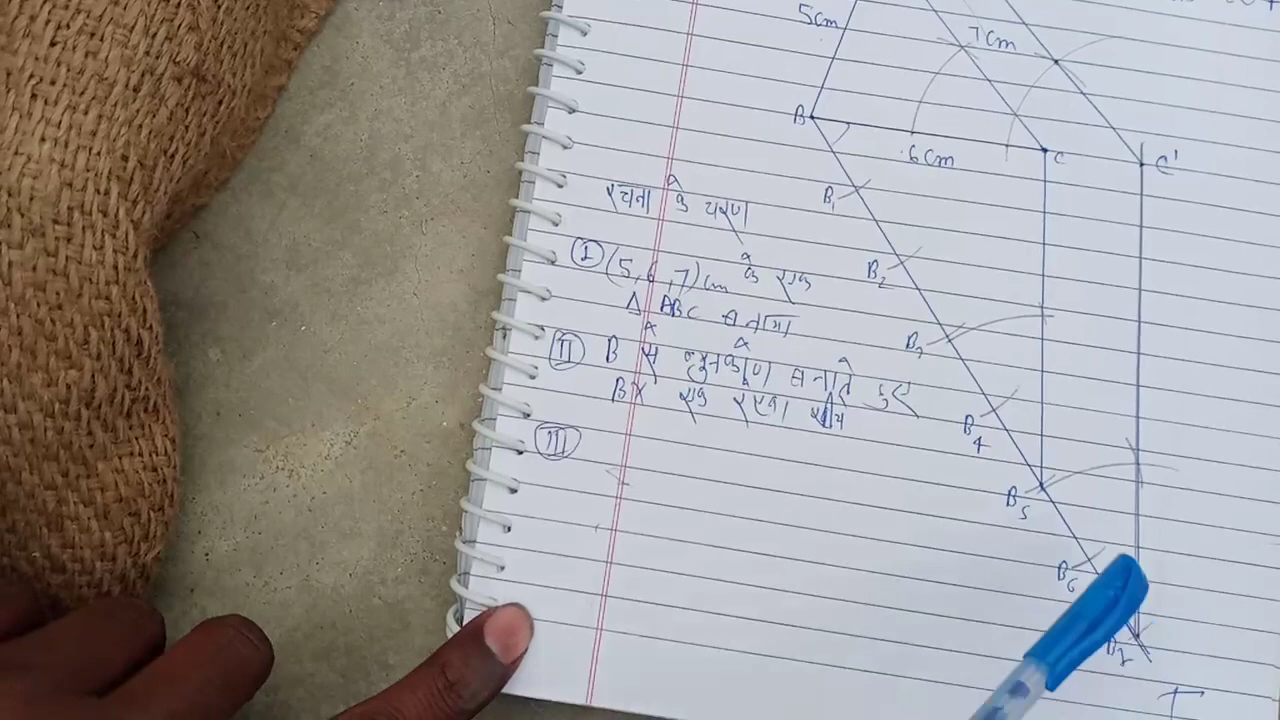 5cm
7cm
B
6cm
C
C'
B1
रचना के चरण
B2
I (5, 6, 7) cm के एक
Δ ABC बनाया
B3
II B से न्यूनकोण बनाते हुए
BX एक रेखा खींच
B4
III
B5
B6
B7